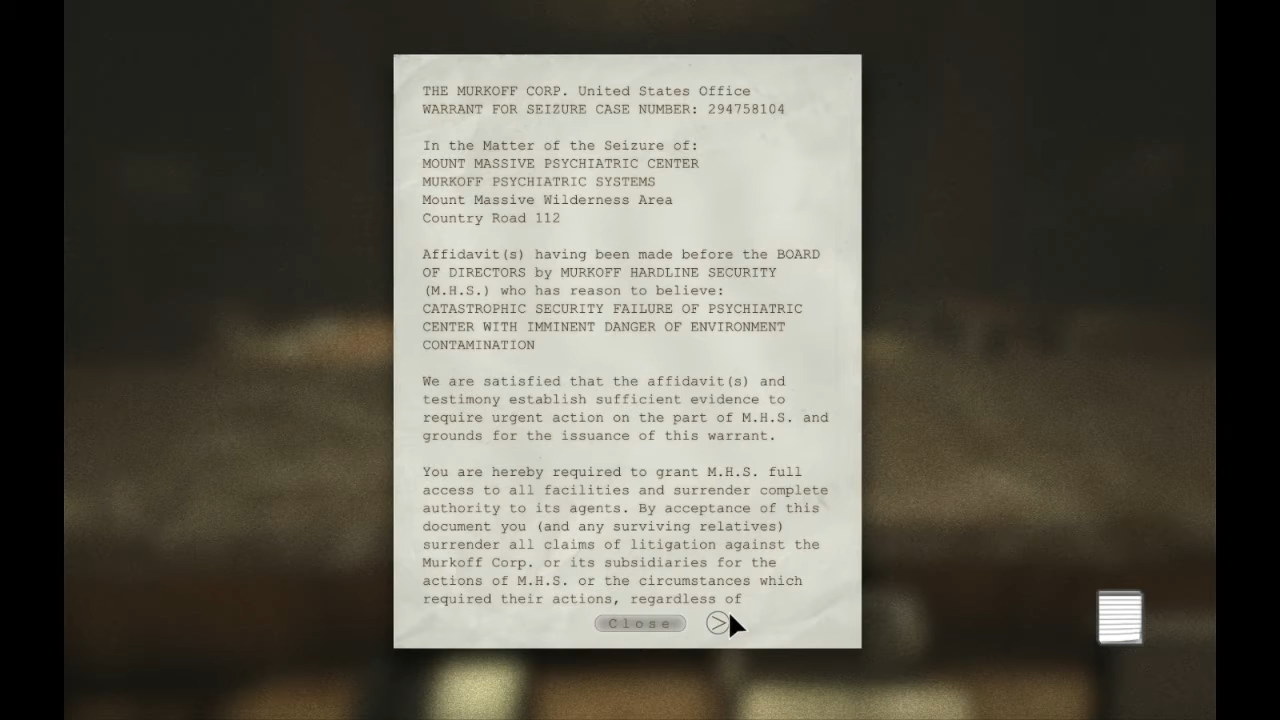 THE MURKOFF CORP. United States Office
WARRANT FOR SEIZURE CASE NUMBER: 294758104
In the Matter of the Seizure of:
MOUNT MASSIVE PSYCHIATRIC CENTER
MURKOFF PSYCHIATRIC SYSTEMS
Mount Massive Wilderness Area
Country Road 112
Affidavit(s) having been made before the BOARD
OF DIRECTORS by MURKOFF HARDLINE SECURITY
(M.H.S.) who has reason to believe:
CATASTROPHIC SECURITY FAILURE OF PSYCHIATRIC
CENTER WITH IMMINENT DANGER OF ENVIRONMENT
CONTAMINATION
We are satisfied that the affidavit(s) and
testimony establish sufficient evidence to
require urgent action on the part of M.H.S. and
grounds for the issuance of this warrant.
You are hereby required to grant M.H.S. full
access to all facilities and surrender complete
authority to its agents. By acceptance of this
document you (and any surviving relatives)
surrender all claims of litigation against the
Murkoff Corp. or its subsidiaries for the
actions of M.H.S. or the circumstances which
required their actions, regardless of
Close >